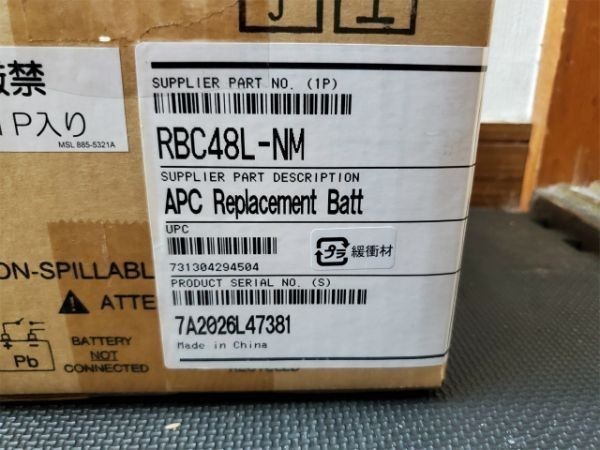 禁
1P入り
MSL 885-5321A
SUPPLIER PART NO. (1P)
RBC48L-NM
SUPPLIER PART DESCRIPTION
APC Replacement Batt
UPC
731304294504
プラ 緩衝材
PRODUCT SERIAL NO. (S)
7A2026L47381
Made in China
ON-SPILLABL
ATTE
Pb
BATTERY
NOT
CONNECTED
RECYCLED